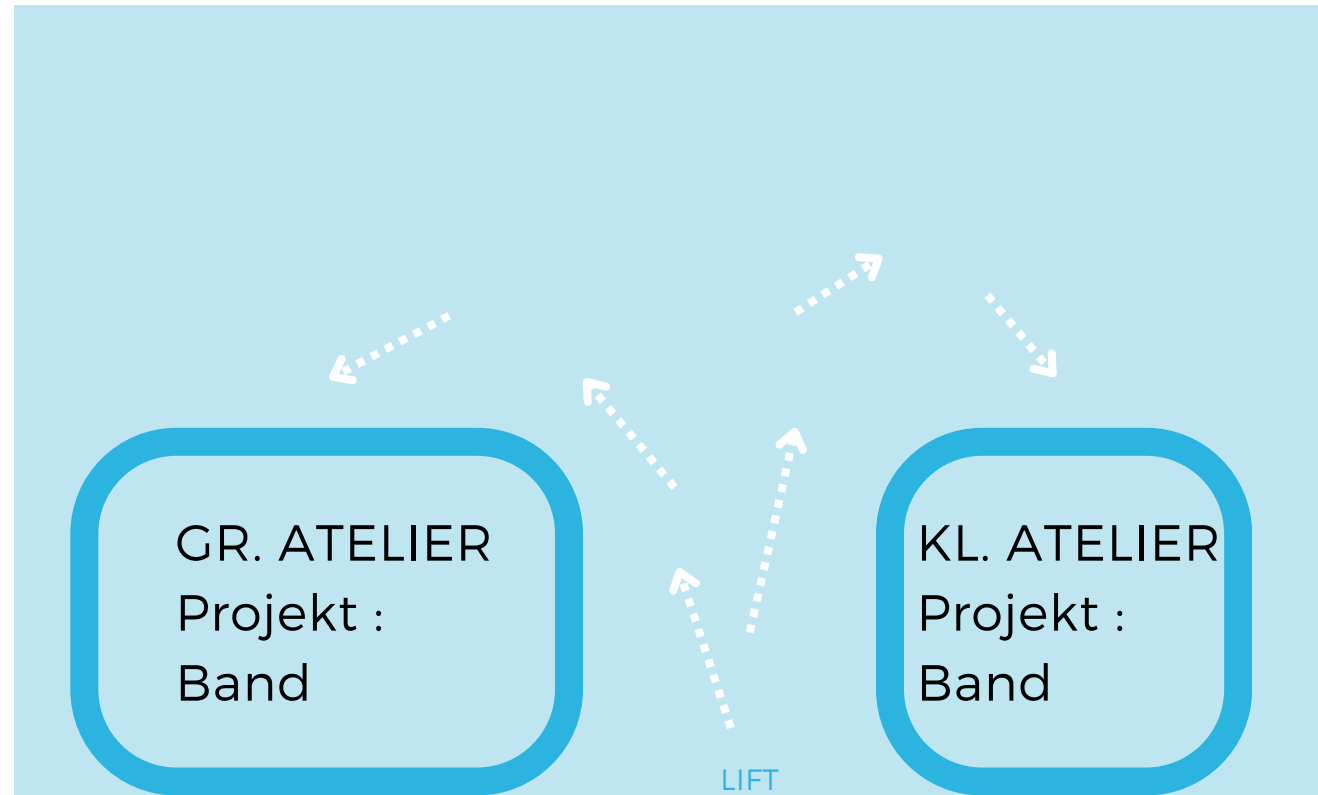 GR. ATELIER
Projekt :
Band
KL. ATELIER
Projekt :
Band
LIFT